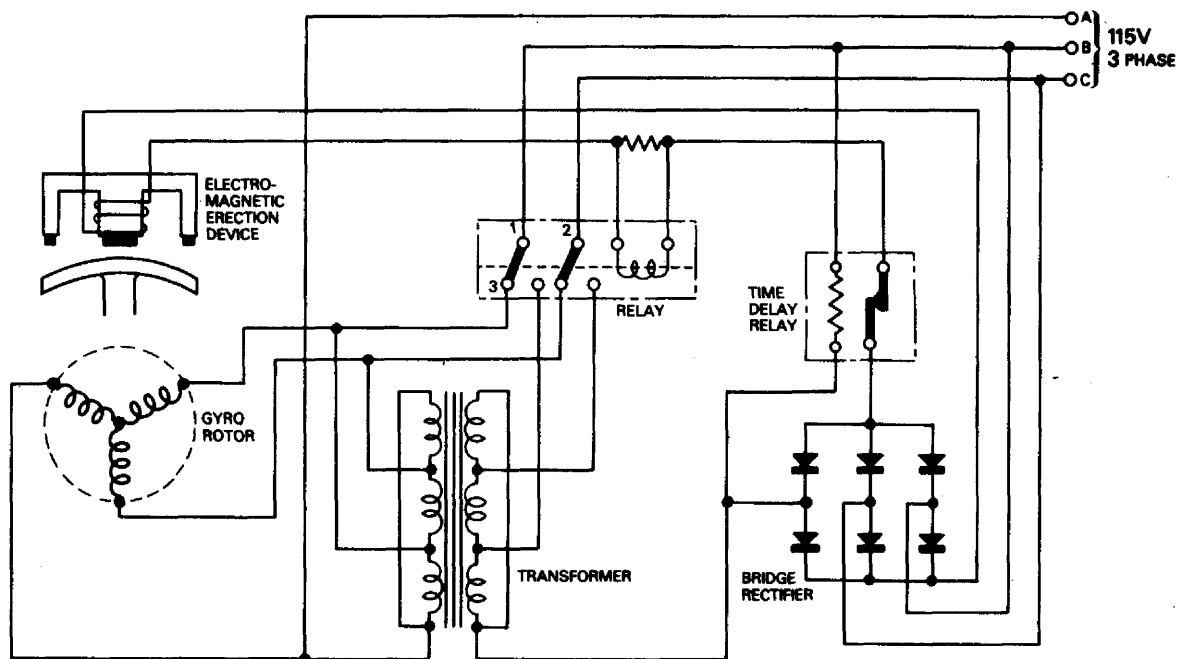 A
B
C
115V
3 PHASE
ELECTRO-
MAGNETIC
ERECTION
DEVICE
1
2
3
RELAY
TIME
DELAY
RELAY
GYRO
ROTOR
TRANSFORMER
BRIDGE
RECTIFIER